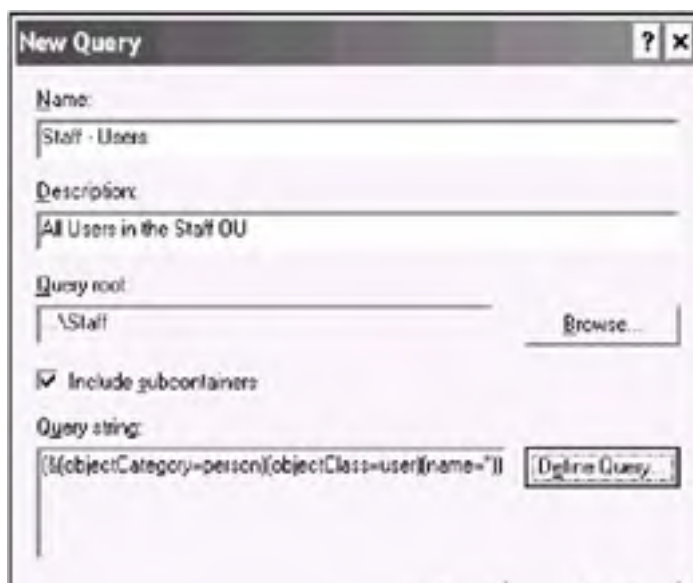 New Query
Name:
Staff - Users
Description:
All Users in the Staff OU
Query root:
..\Staff
Browse...
Include subcontainers
Query string:
(&(objectCategory=person)(objectClass=user)(name=*))
Define Query...